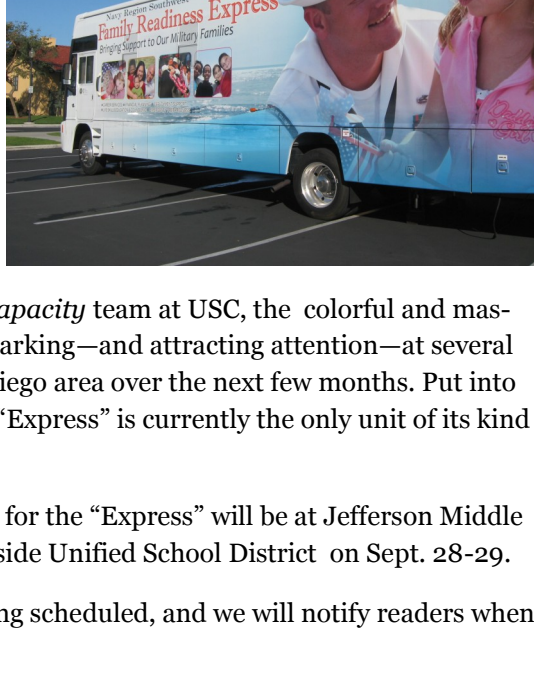 Navy Region Southwest
Family Readiness Express
Bringing Support to Our Military Families
apacity team at USC, the colorful and mas-
arking—and attracting attention—at several
iego area over the next few months. Put into
“Express” is currently the only unit of its kind
for the “Express” will be at Jefferson Middle
side Unified School District on Sept. 28-29.
ng scheduled, and we will notify readers when